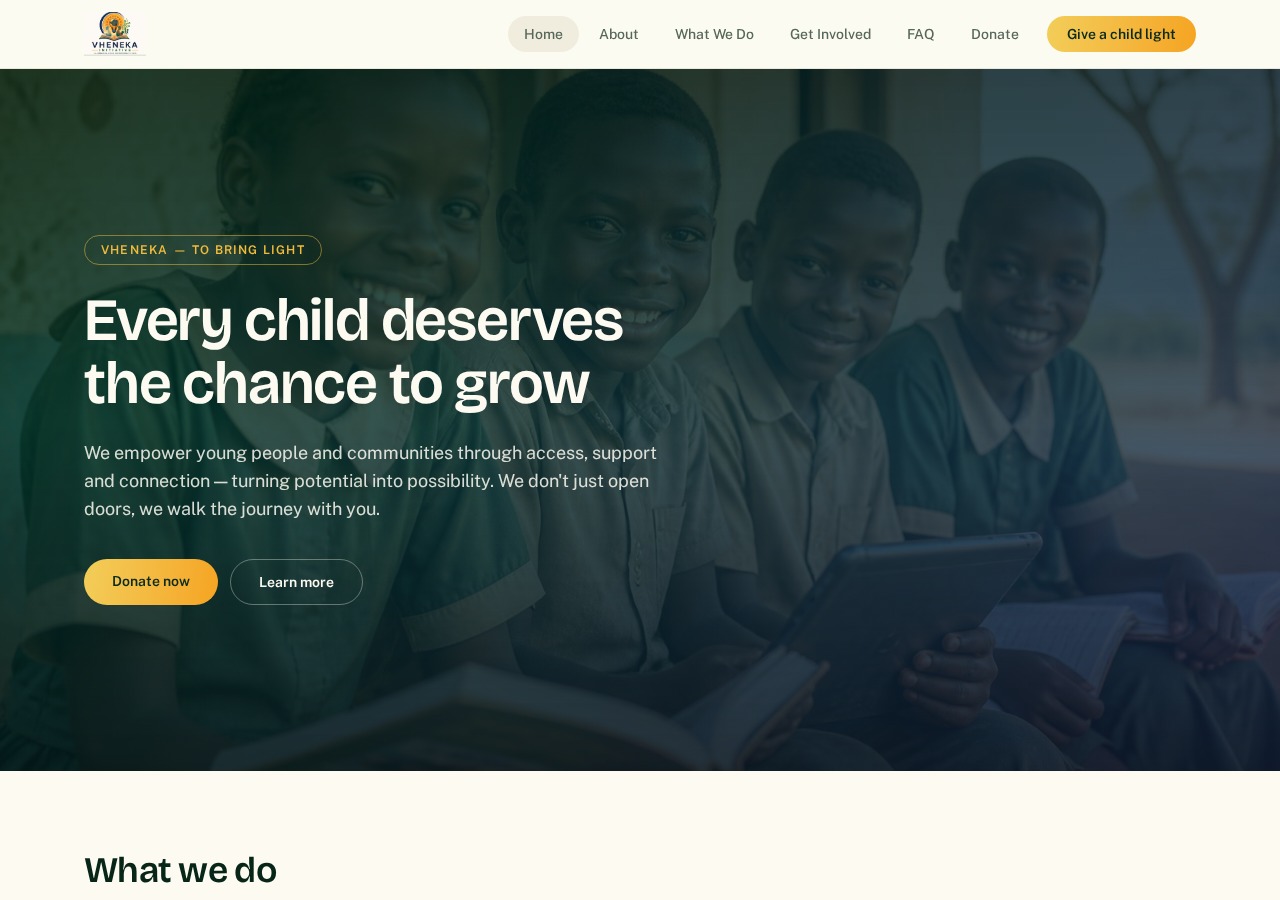 VHENEKA
Home
About
What We Do
Get Involved
FAQ
Donate
Give a child light
VHENEKA — TO BRING LIGHT
Every child deserves
the chance to grow
We empower young people and communities through access, support
and connection — turning potential into possibility. We don't just open
doors, we walk the journey with you.
Donate now
Learn more
What we do